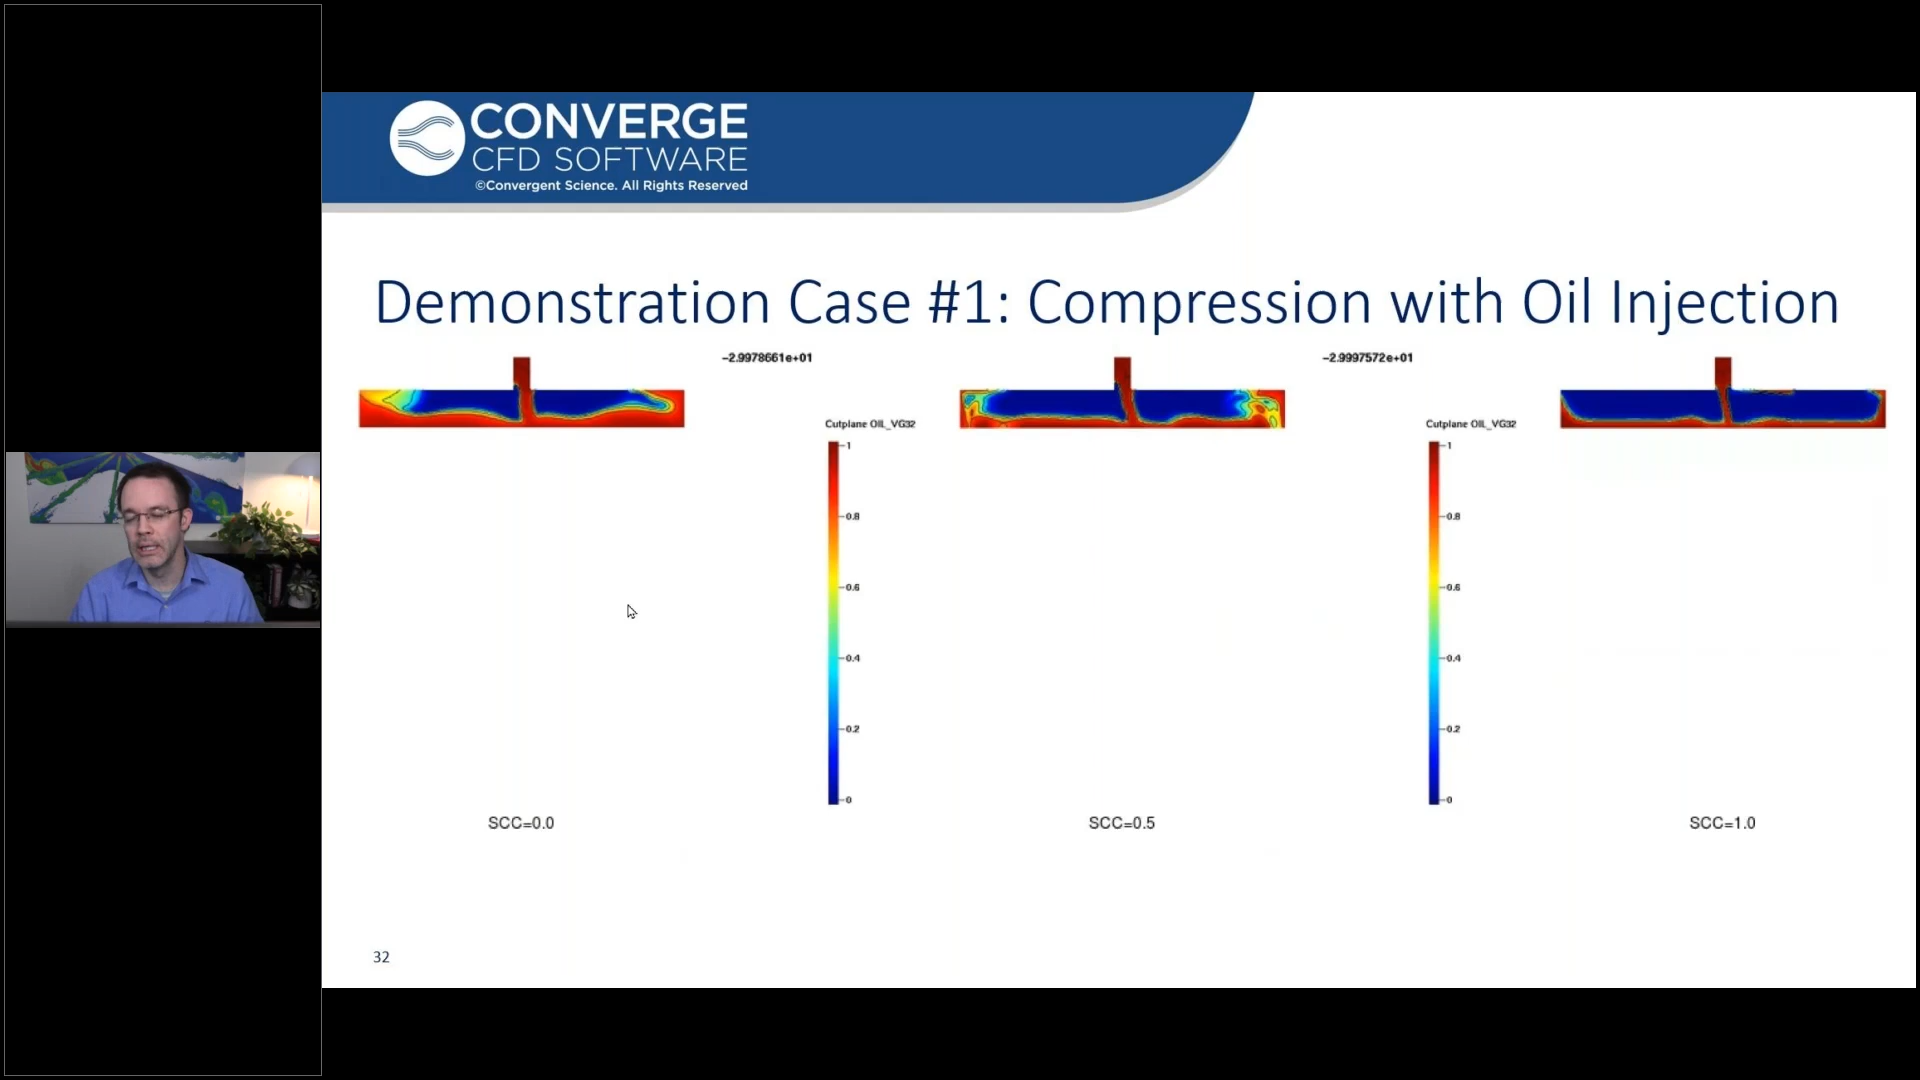 CONVERGE
CFD SOFTWARE
©Convergent Science. All Rights Reserved
Demonstration Case #1: Compression with Oil Injection
-2.9978661e+01
-2.9997572e+01
Cutplane OIL_VG32
1
0.8
0.6
0.4
0.2
0
Cutplane OIL_VG32
1
0.8
0.6
0.4
0.2
0
SCC=0.0
SCC=0.5
SCC=1.0
32